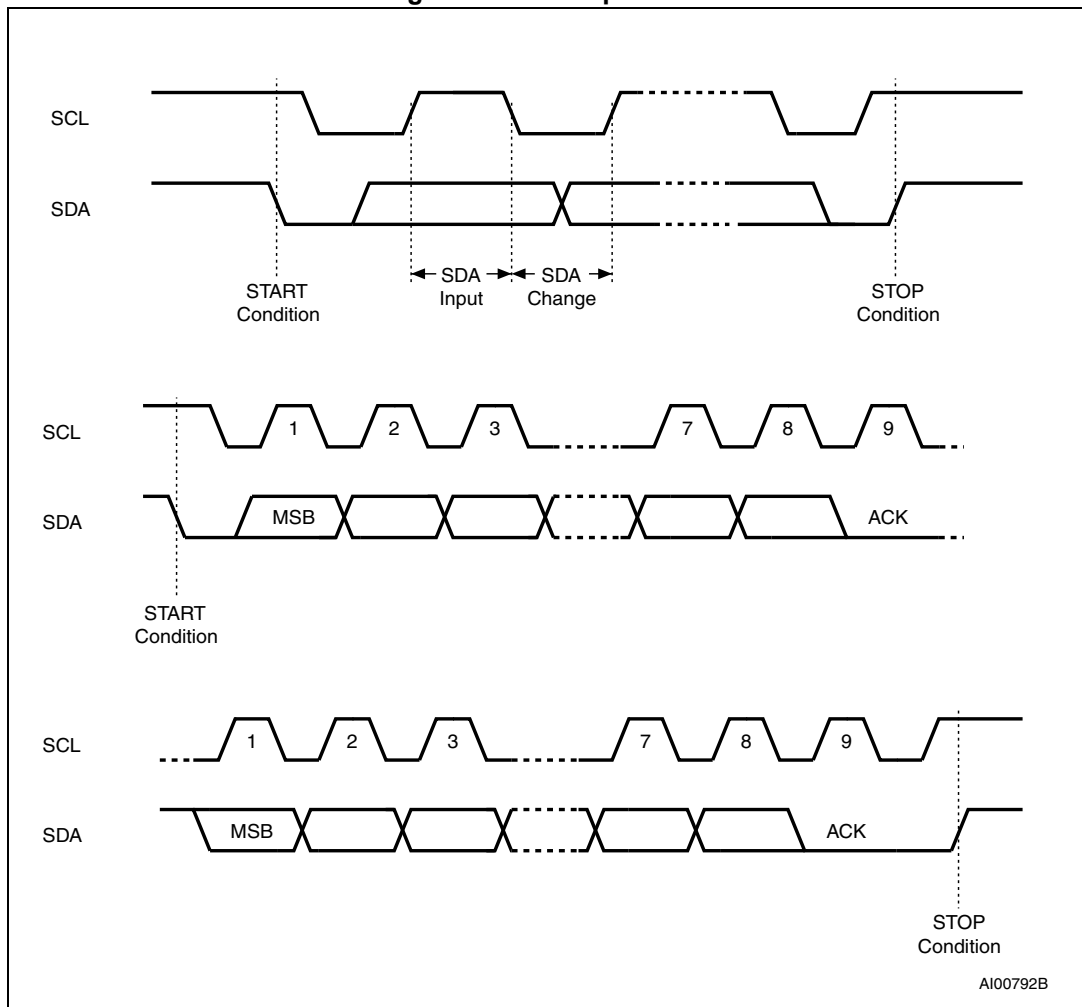 SCL
SDA
SDA
Input
SDA
Change
START
Condition
STOP
Condition
SCL
1
2
3
7
8
9
SDA
MSB
ACK
START
Condition
SCL
1
2
3
7
8
9
SDA
MSB
ACK
STOP
Condition
AI00792B